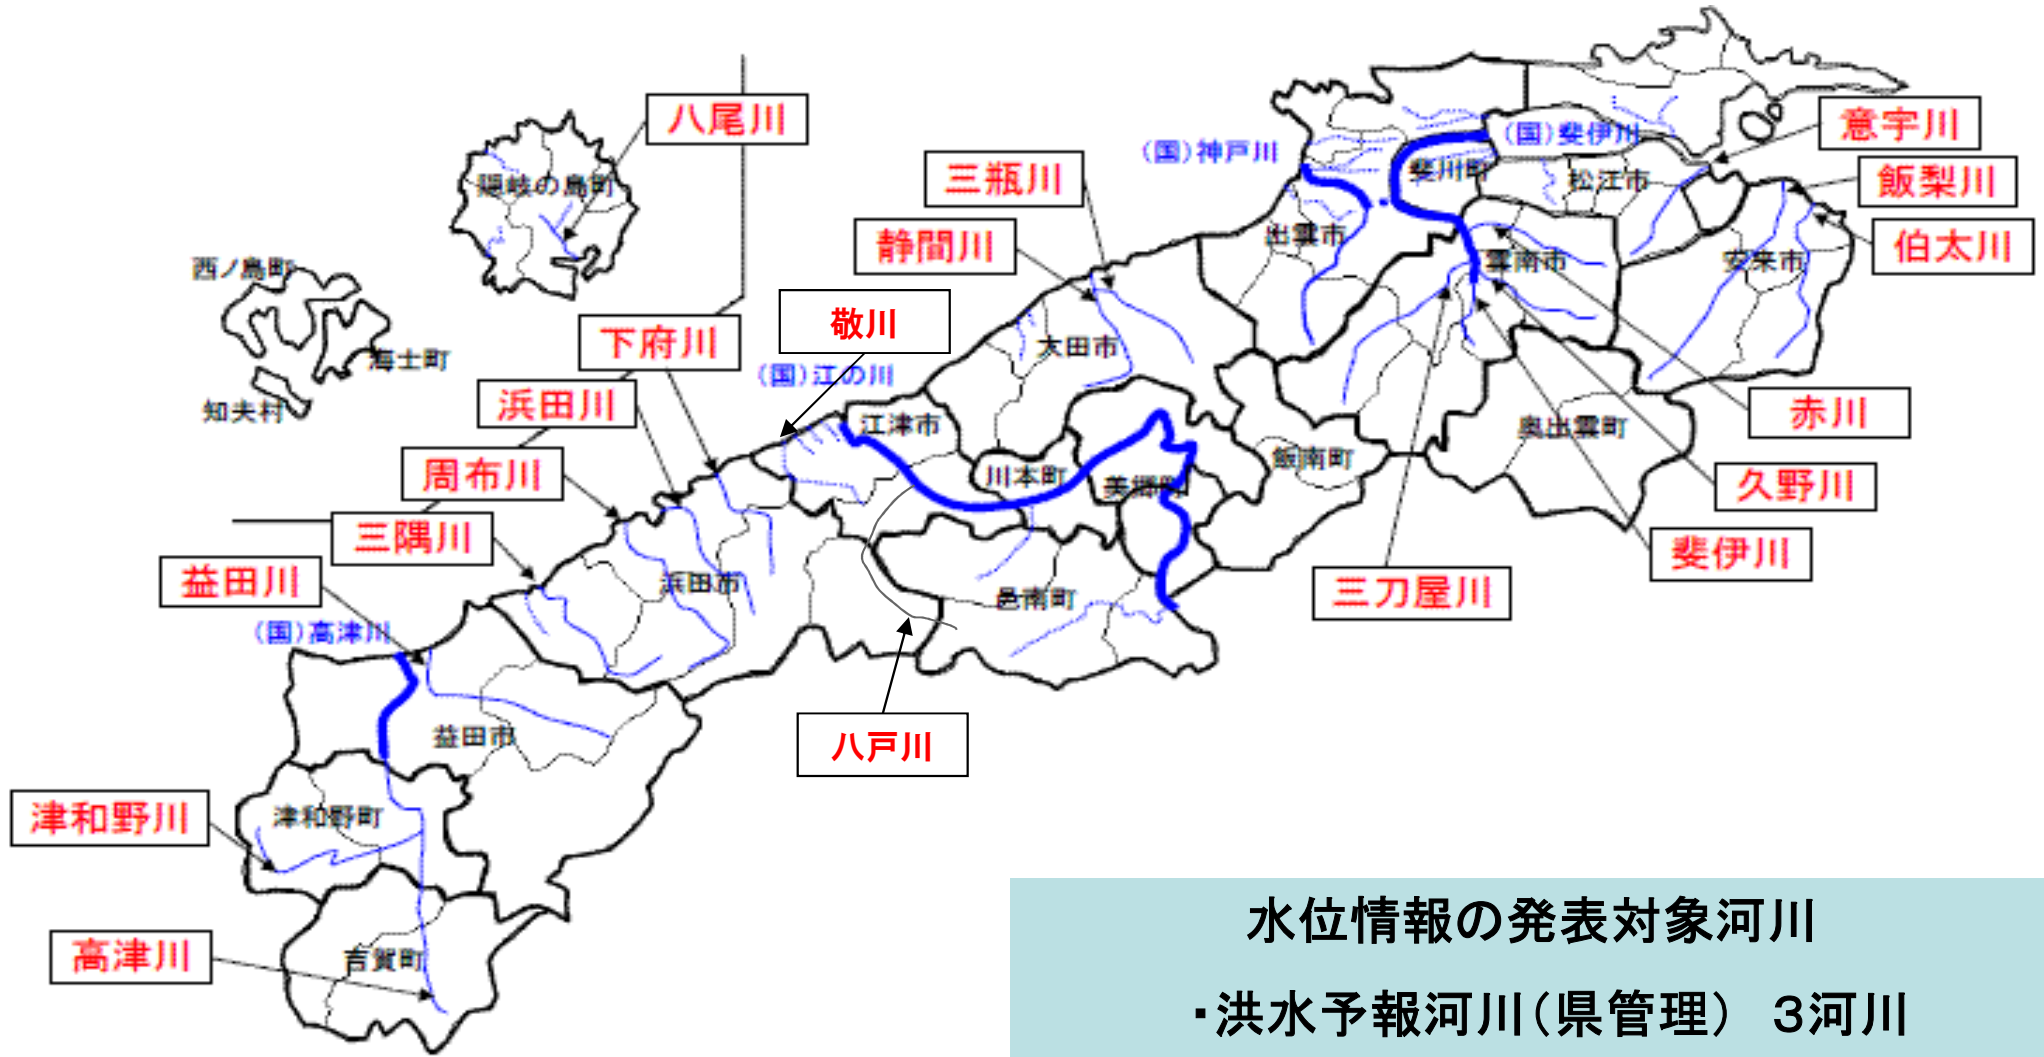 八尾川
意宇川
(国)斐伊川
(国)神戸川
三瓶川
斐川町
松江市
飯梨川
隠岐の島町
静間川
出雲市
雲南市
安来市
伯太川
西ノ島町
敬川
下府川
大田市
海士町
(国)江の川
浜田川
知夫村
江津市
赤川
奥出雲町
飯南町
周布川
川本町
美郷町
久野川
三隅川
斐伊川
益田川
浜田市
邑南町
三刀屋川
(国)高津川
益田市
八戸川
津和野川
津和野町
高津川
吉賀町
水位情報の発表対象河川
・洪水予報河川(県管理) 3河川